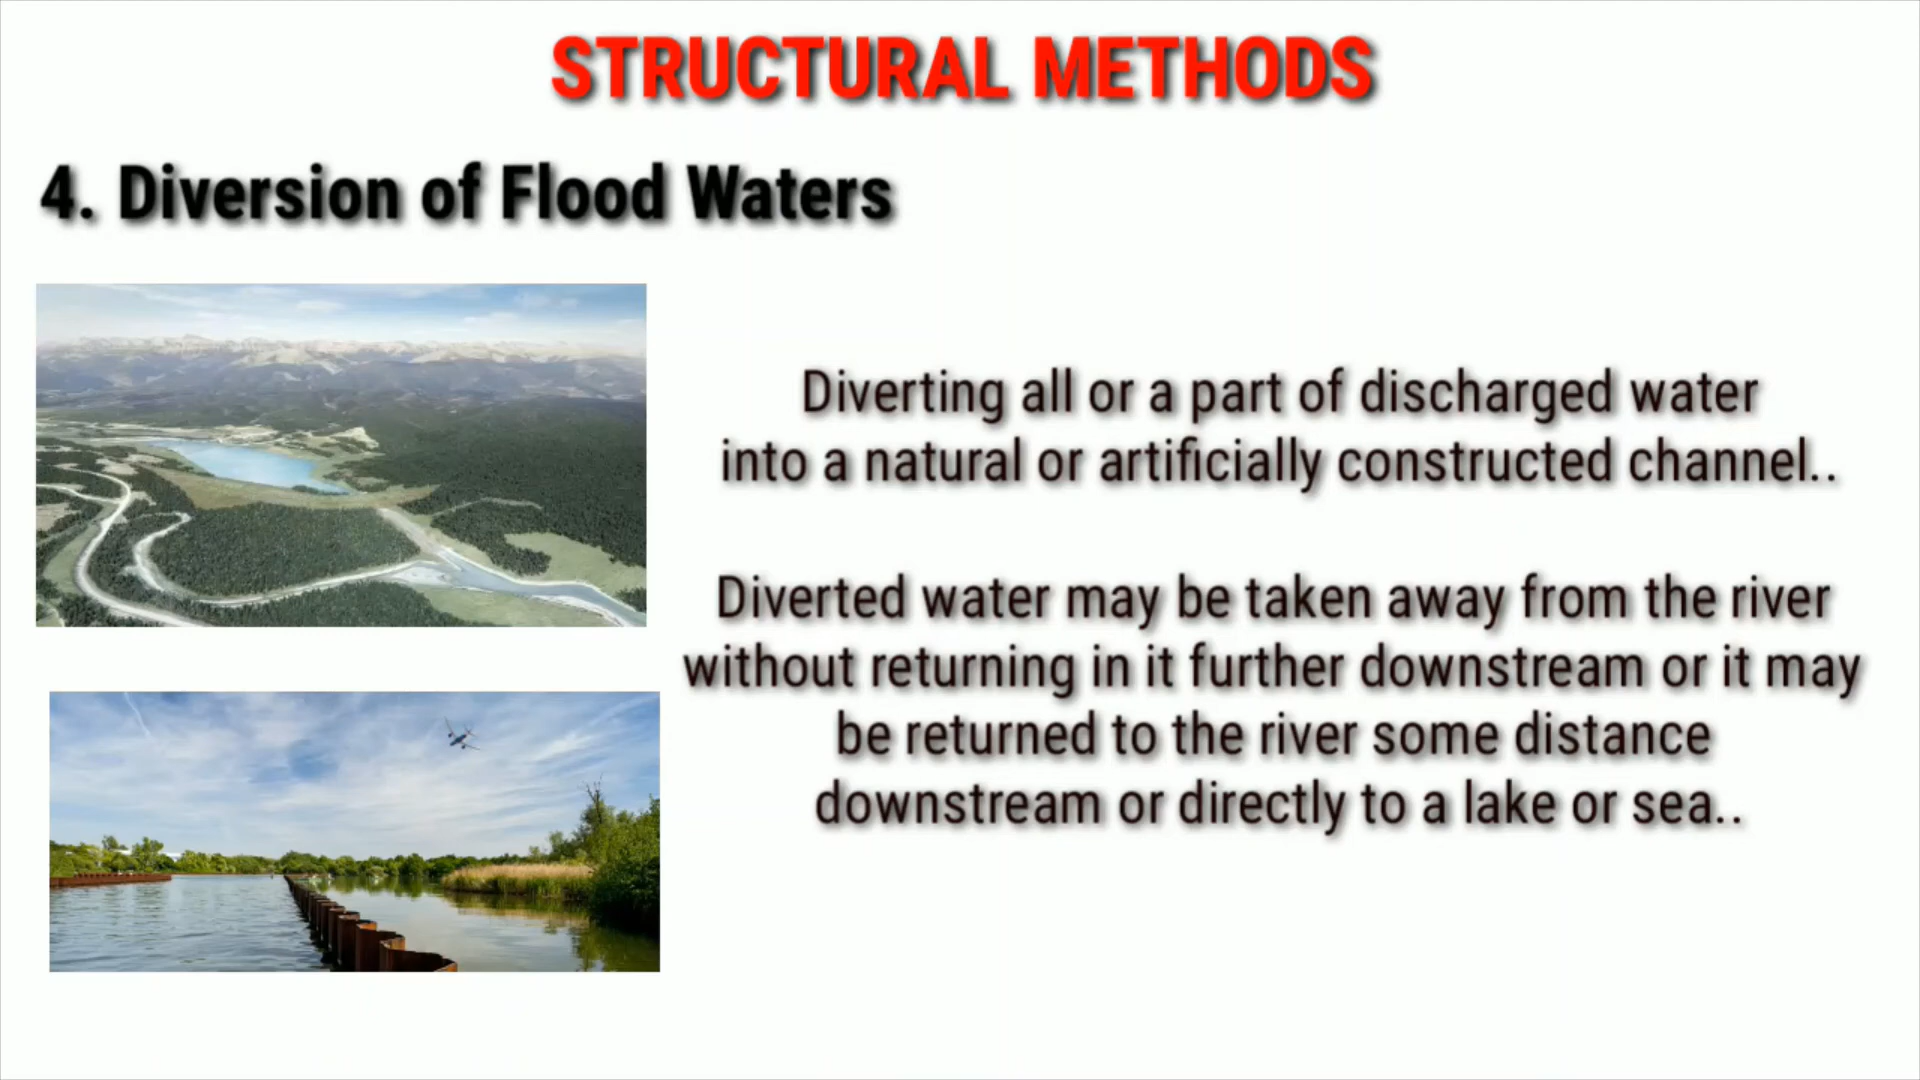 STRUCTURAL METHODS
4. Diversion of Flood Waters
Diverting all or a part of discharged water
into a natural or artificially constructed channel..
Diverted water may be taken away from the river
without returning in it further downstream or it may
be returned to the river some distance
downstream or directly to a lake or sea..